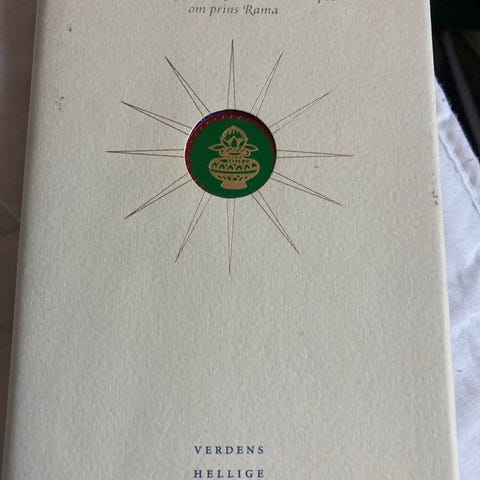 om prins Rama
VERDENS
HELLIGE